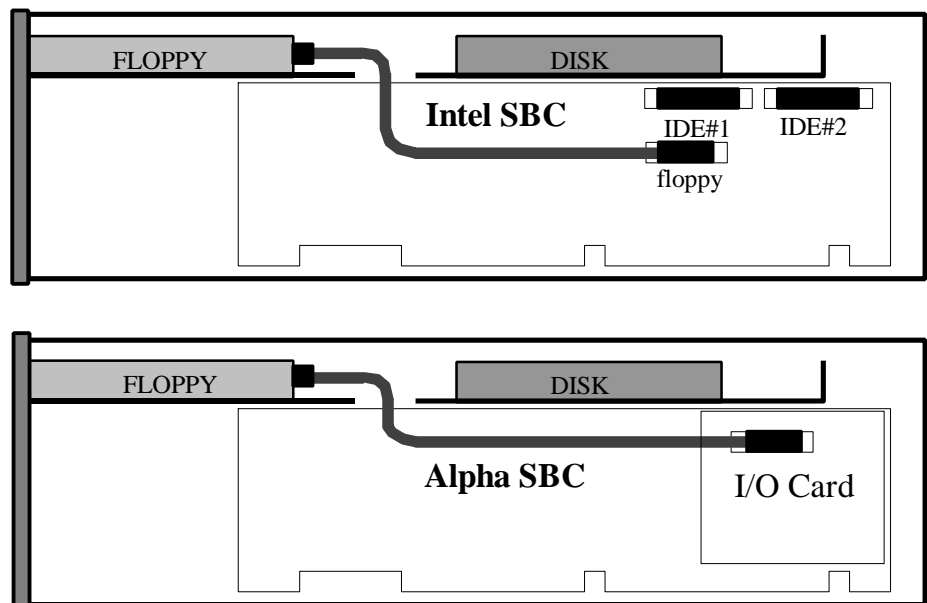 FLOPPY
DISK
Intel SBC
IDE#1
IDE#2
floppy
FLOPPY
DISK
Alpha SBC
I/O Card